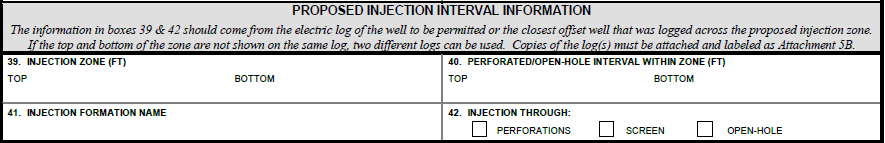 PROPOSED INJECTION INTERVAL INFORMATION
The information in boxes 39 & 42 should come from the electric log of the well to be permitted or the closest offset well that was logged across the proposed injection zone.
If the top and bottom of the zone are not shown on the same log, two different logs can be used. Copies of the log(s) must be attached and labeled as Attachment 5B.
39. INJECTION ZONE (FT)
TOP BOTTOM
40. PERFORATED/OPEN-HOLE INTERVAL WITHIN ZONE (FT)
TOP BOTTOM
41. INJECTION FORMATION NAME
42. INJECTION THROUGH:
PERFORATIONS SCREEN OPEN-HOLE